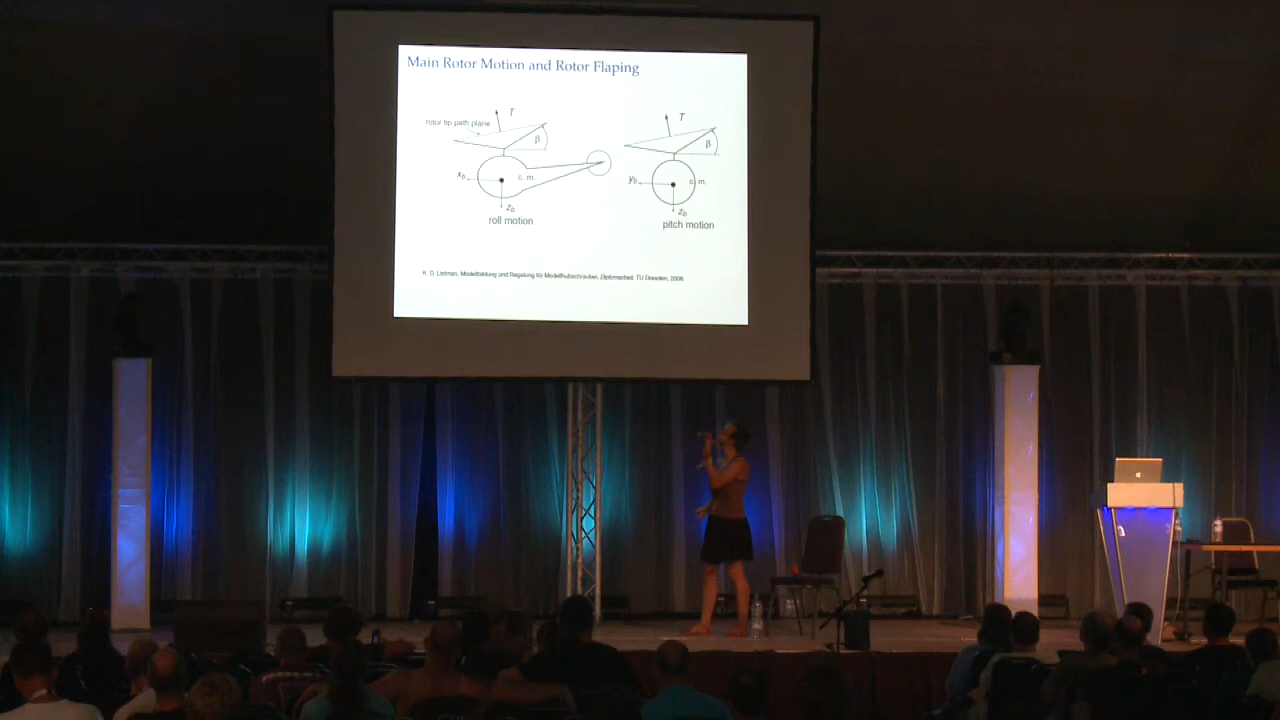 Main Rotor Motion and Rotor Flaping
T
rotor tip path plane
β
x_b
c. m.
z_b
roll motion
T
β
y_b
c. m.
z_b
pitch motion
K. D. Listman, Modellbildung und Regelung für Modellhubschrauber, Diplomarbeit, TU Dresden, 2006